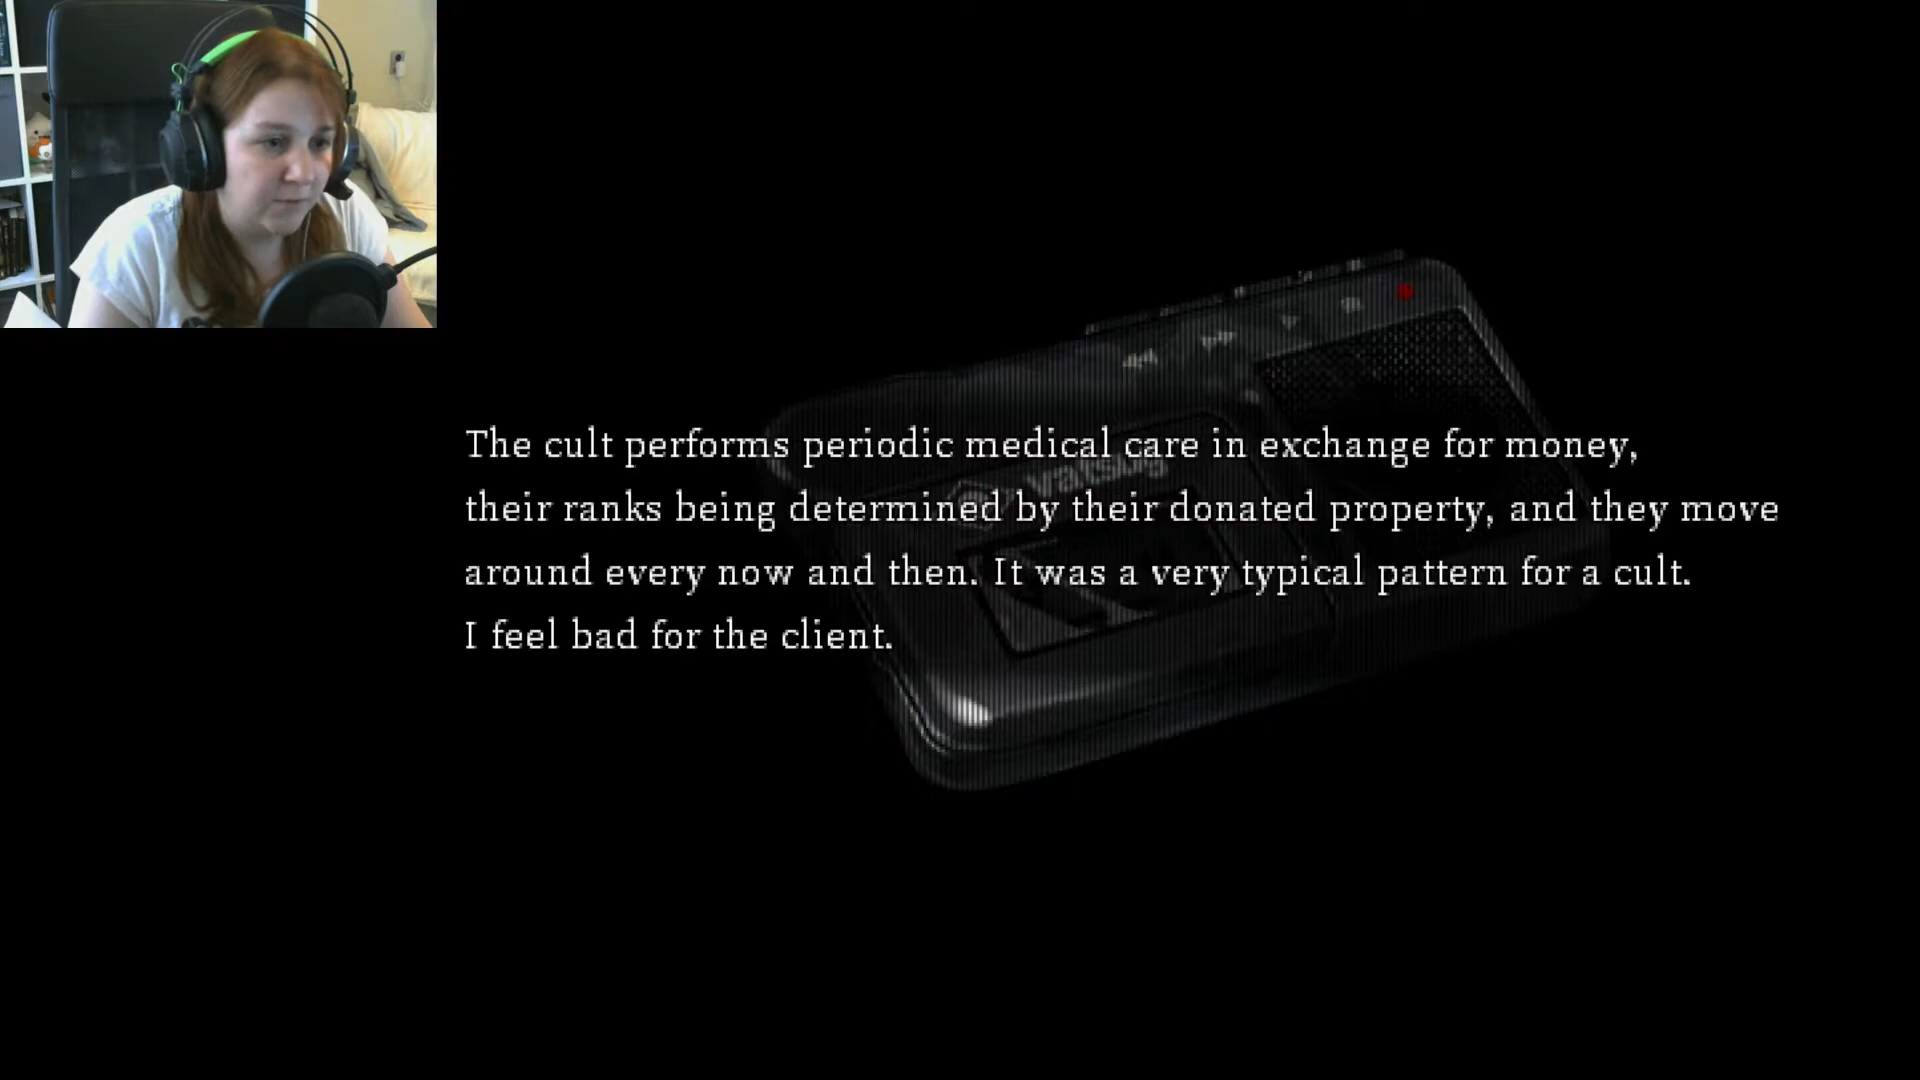 The cult performs periodic medical care in exchange for money,
their ranks being determined by their donated property, and they move
around every now and then. It was a very typical pattern for a cult.
I feel bad for the client.